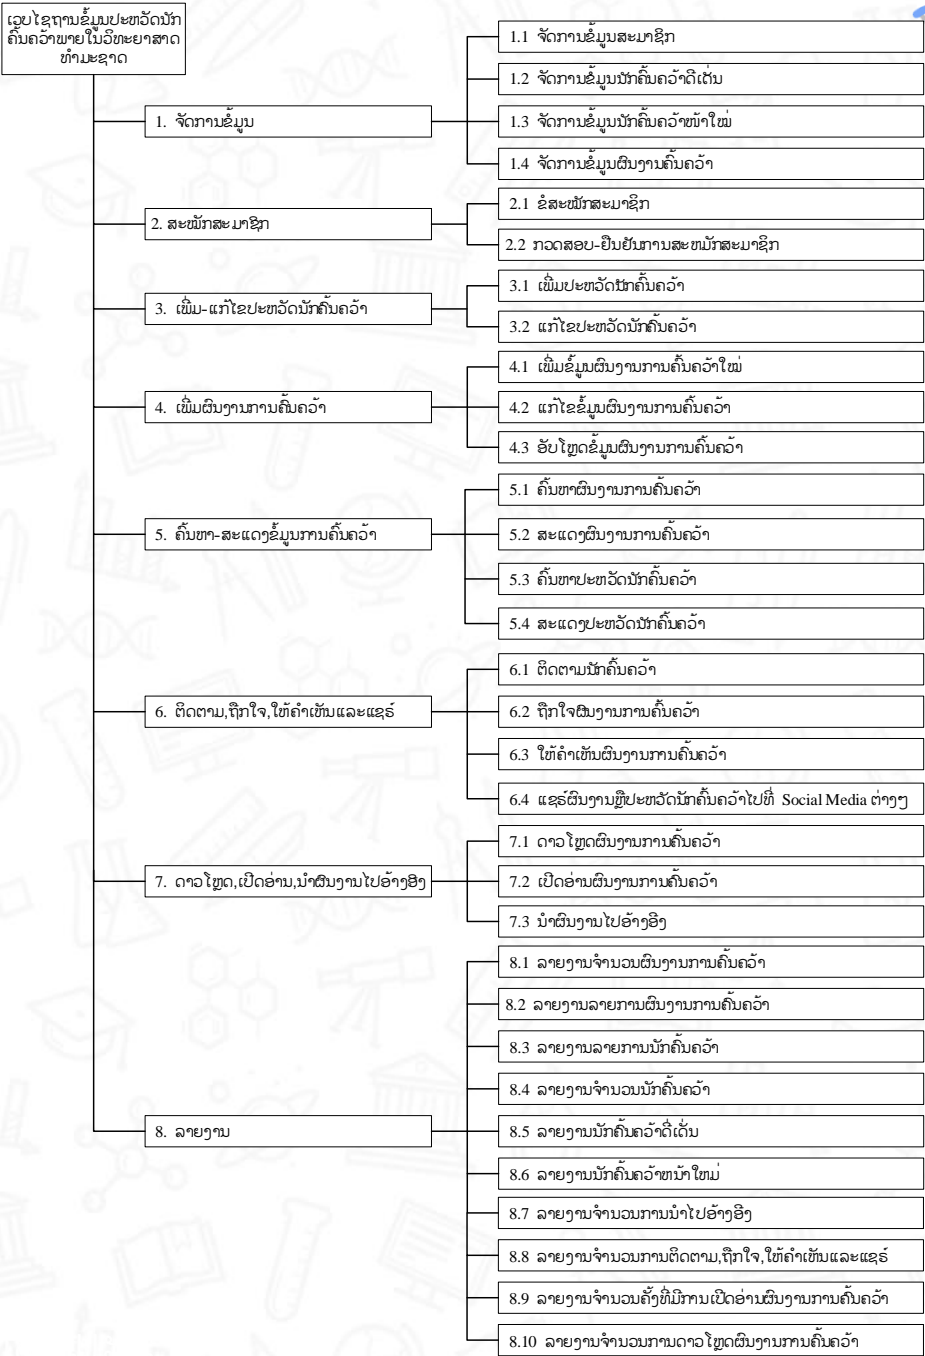 ເວບໄຊຖານຂໍ້ມູນປະຫວັດນັກ
ຄົ້ນຄວ້າພາຍໃນວິທະຍາສາດ
ທຳມະຊາດ
1. ຈັດການຂໍ້ມູນ
1.1 ຈັດການຂໍ້ມູນສະມາຊິກ
1.2 ຈັດການຂໍ້ມູນນັກຄົ້ນຄວ້າດີເດັ່ນ
1.3 ຈັດການຂໍ້ມູນນັກຄົ້ນຄວ້າໜ້າໃໝ່
1.4 ຈັດການຂໍ້ມູນຜົນງານຄົ້ນຄວ້າ
2. ສະໝັກສະມາຊິກ
2.1 ຂໍສະໝັກສະມາຊິກ
2.2 ກວດສອບ-ຢືນຢັນການສະຫມັກສະມາຊິກ
3. ເພີ່ມ-ແກ້ໄຂປະຫວັດນັກຄົ້ນຄວ້າ
3.1 ເພີ່ມປະຫວັດນັກຄົ້ນຄວ້າ
3.2 ແກ້ໄຂປະຫວັດນັກຄົ້ນຄວ້າ
4. ເພີ່ມຜົນງານການຄົ້ນຄວ້າ
4.1 ເພີ່ມຂໍ້ມູນຜົນງານການຄົ້ນຄວ້າໃໝ່
4.2 ແກ້ໄຂຂໍ້ມູນຜົນງານການຄົ້ນຄວ້າ
4.3 ອັບໂຫຼດຂໍ້ມູນຜົນງານການຄົ້ນຄວ້າ
5. ຄົ້ນຫາ-ສະແດງຂໍ້ມູນການຄົ້ນຄວ້າ
5.1 ຄົ້ນຫາຜົນງານການຄົ້ນຄວ້າ
5.2 ສະແດງຜົນງານການຄົ້ນຄວ້າ
5.3 ຄົ້ນຫາປະຫວັດນັກຄົ້ນຄວ້າ
5.4 ສະແດງປະຫວັດນັກຄົ້ນຄວ້າ
6. ຕິດຕາມ,ຖືກໃຈ,ໃຫ້ຄຳເຫັນແລະແຊຣ໌
6.1 ຕິດຕາມນັກຄົ້ນຄວ້າ
6.2 ຖືກໃຈຜົນງານການຄົ້ນຄວ້າ
6.3 ໃຫ້ຄຳເຫັນຜົນງານການຄົ້ນຄວ້າ
6.4 ແຊຣ໌ຜົນງານຫຼືປະຫວັດນັກຄົ້ນຄວ້າໄປທີ່ Social Media ຕ່າງໆ
7. ດາວໂຫຼດ,ເປີດອ່ານ,ນຳຜົນງານໄປອ້າງອີງ
7.1 ດາວໂຫຼດຜົນງານການຄົ້ນຄວ້າ
7.2 ເປີດອ່ານຜົນງານການຄົ້ນຄວ້າ
7.3 ນຳຜົນງານໄປອ້າງອີງ
8. ລາຍງານ
8.1 ລາຍງານຈຳນວນຜົນງານການຄົ້ນຄວ້າ
8.2 ລາຍງານລາຍການຜົນງານການຄົ້ນຄວ້າ
8.3 ລາຍງານລາຍການນັກຄົ້ນຄວ້າ
8.4 ລາຍງານຈຳນວນນັກຄົ້ນຄວ້າ
8.5 ລາຍງານນັກຄົ້ນຄວ້າດີ່ເດັ່ນ
8.6 ລາຍງານນັກຄົ້ນຄວ້າຫນ້າໃຫມ່
8.7 ລາຍງານຈຳນວນການນຳໄປອ້າງອີງ
8.8 ລາຍງານຈຳນວນການຕິດຕາມ,ຖືກໃຈ,ໃຫ້ຄຳເຫັນແລະແຊຣ໌
8.9 ລາຍງານຈຳນວນຄັ້ງທີ່ມີການເປີດອ່ານຜົນງານການຄົ້ນຄວ້າ
8.10 ລາຍງານຈຳນວນການດາວໂຫຼດຜົນງານການຄົ້ນຄວ້າ